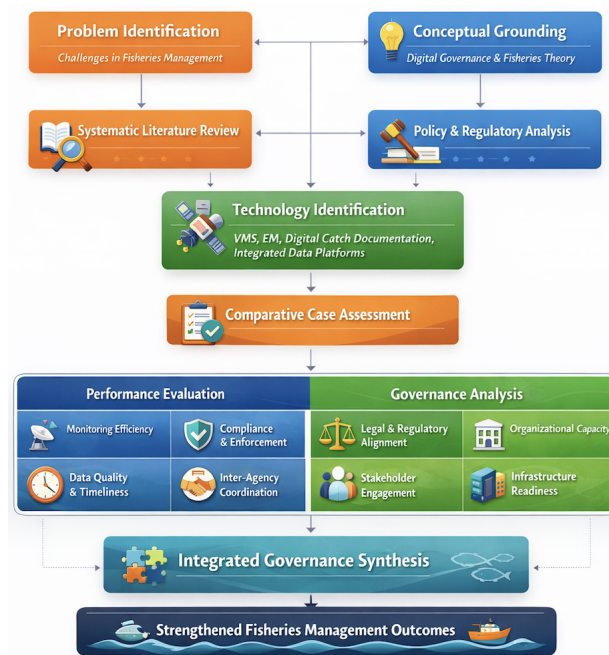 Problem Identification
Challenges in Fisheries Management
Conceptual Grounding
Digital Governance & Fisheries Theory
Systematic Literature Review
Policy & Regulatory Analysis
Technology Identification
VMS, EM, Digital Catch Documentation,
Integrated Data Platforms
Comparative Case Assessment
Performance Evaluation
Governance Analysis
Monitoring Efficiency
Compliance
& Enforcement
Legal & Regulatory
Alignment
Organizational Capacity
Data Quality
& Timeliness
Inter-Agency
Coordination
Stakeholder
Engagement
Infrastructure
Readiness
Integrated Governance Synthesis
Strengthened Fisheries Management Outcomes